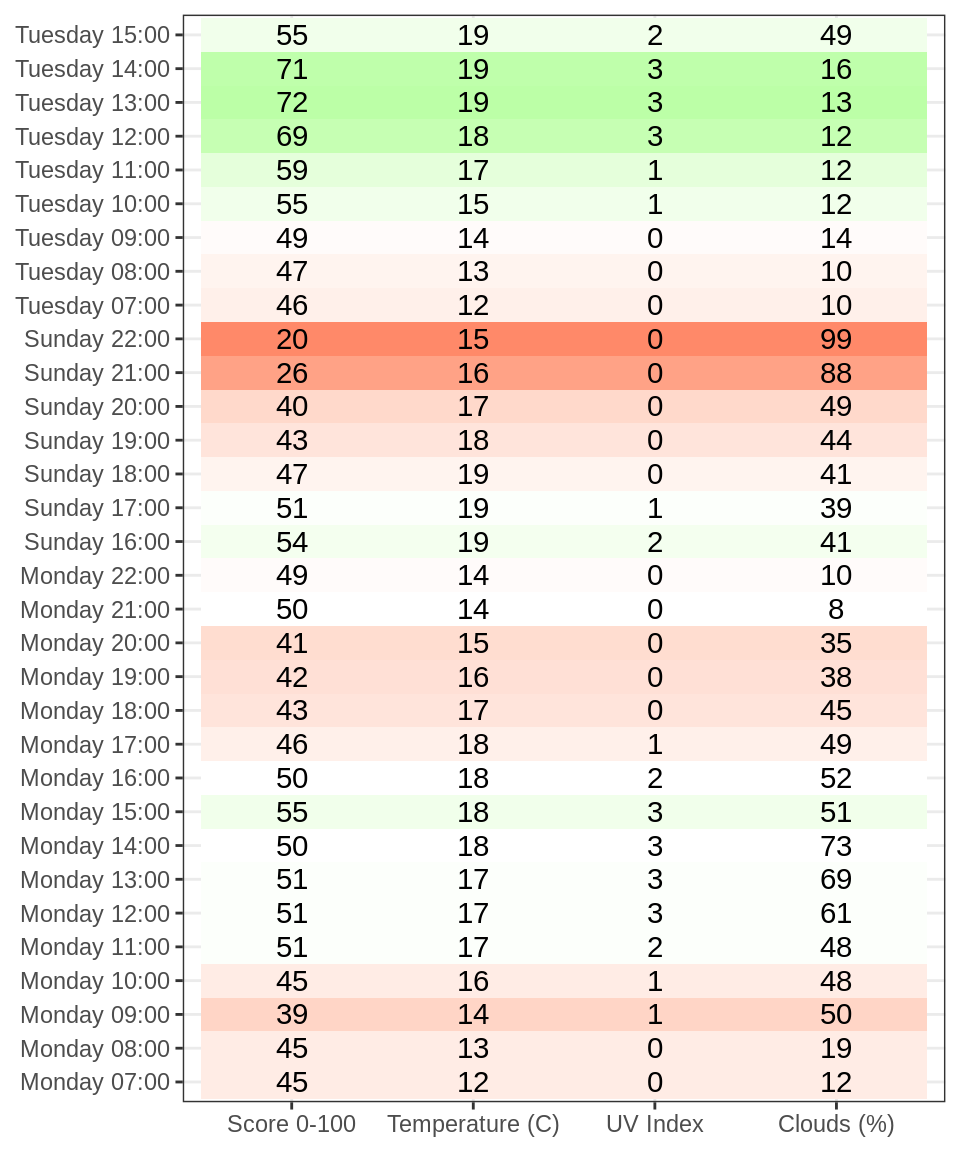 Tuesday 15:00 55 19 2 49
Tuesday 14:00 71 19 3 16
Tuesday 13:00 72 19 3 13
Tuesday 12:00 69 18 3 12
Tuesday 11:00 59 17 1 12
Tuesday 10:00 55 15 1 12
Tuesday 09:00 49 14 0 14
Tuesday 08:00 47 13 0 10
Tuesday 07:00 46 12 0 10
Sunday 22:00 20 15 0 99
Sunday 21:00 26 16 0 88
Sunday 20:00 40 17 0 49
Sunday 19:00 43 18 0 44
Sunday 18:00 47 19 0 41
Sunday 17:00 51 19 1 39
Sunday 16:00 54 19 2 41
Monday 22:00 49 14 0 10
Monday 21:00 50 14 0 8
Monday 20:00 41 15 0 35
Monday 19:00 42 16 0 38
Monday 18:00 43 17 0 45
Monday 17:00 46 18 1 49
Monday 16:00 50 18 2 52
Monday 15:00 55 18 3 51
Monday 14:00 50 18 3 73
Monday 13:00 51 17 3 69
Monday 12:00 51 17 3 61
Monday 11:00 51 17 2 48
Monday 10:00 45 16 1 48
Monday 09:00 39 14 1 50
Monday 08:00 45 13 0 19
Monday 07:00 45 12 0 12
Score 0-100 Temperature (C) UV Index Clouds (%)